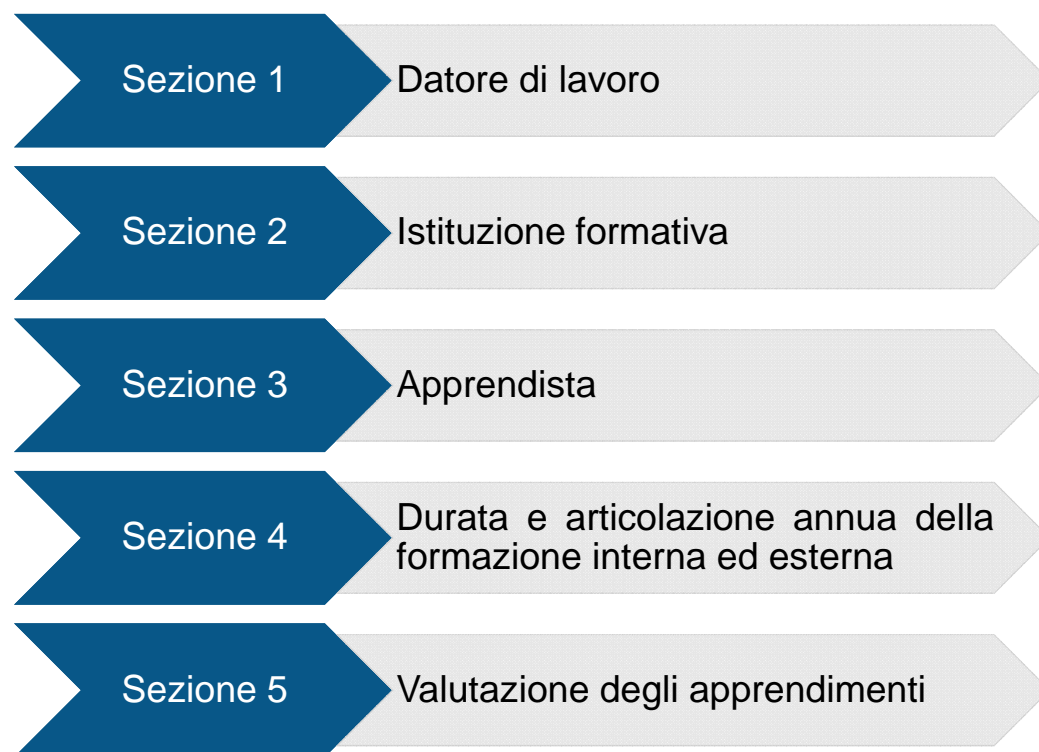 Sezione 1
Datore di lavoro
Sezione 2
Istituzione formativa
Sezione 3
Apprendista
Sezione 4
Durata e articolazione annua della
formazione interna ed esterna
Sezione 5
Valutazione degli apprendimenti